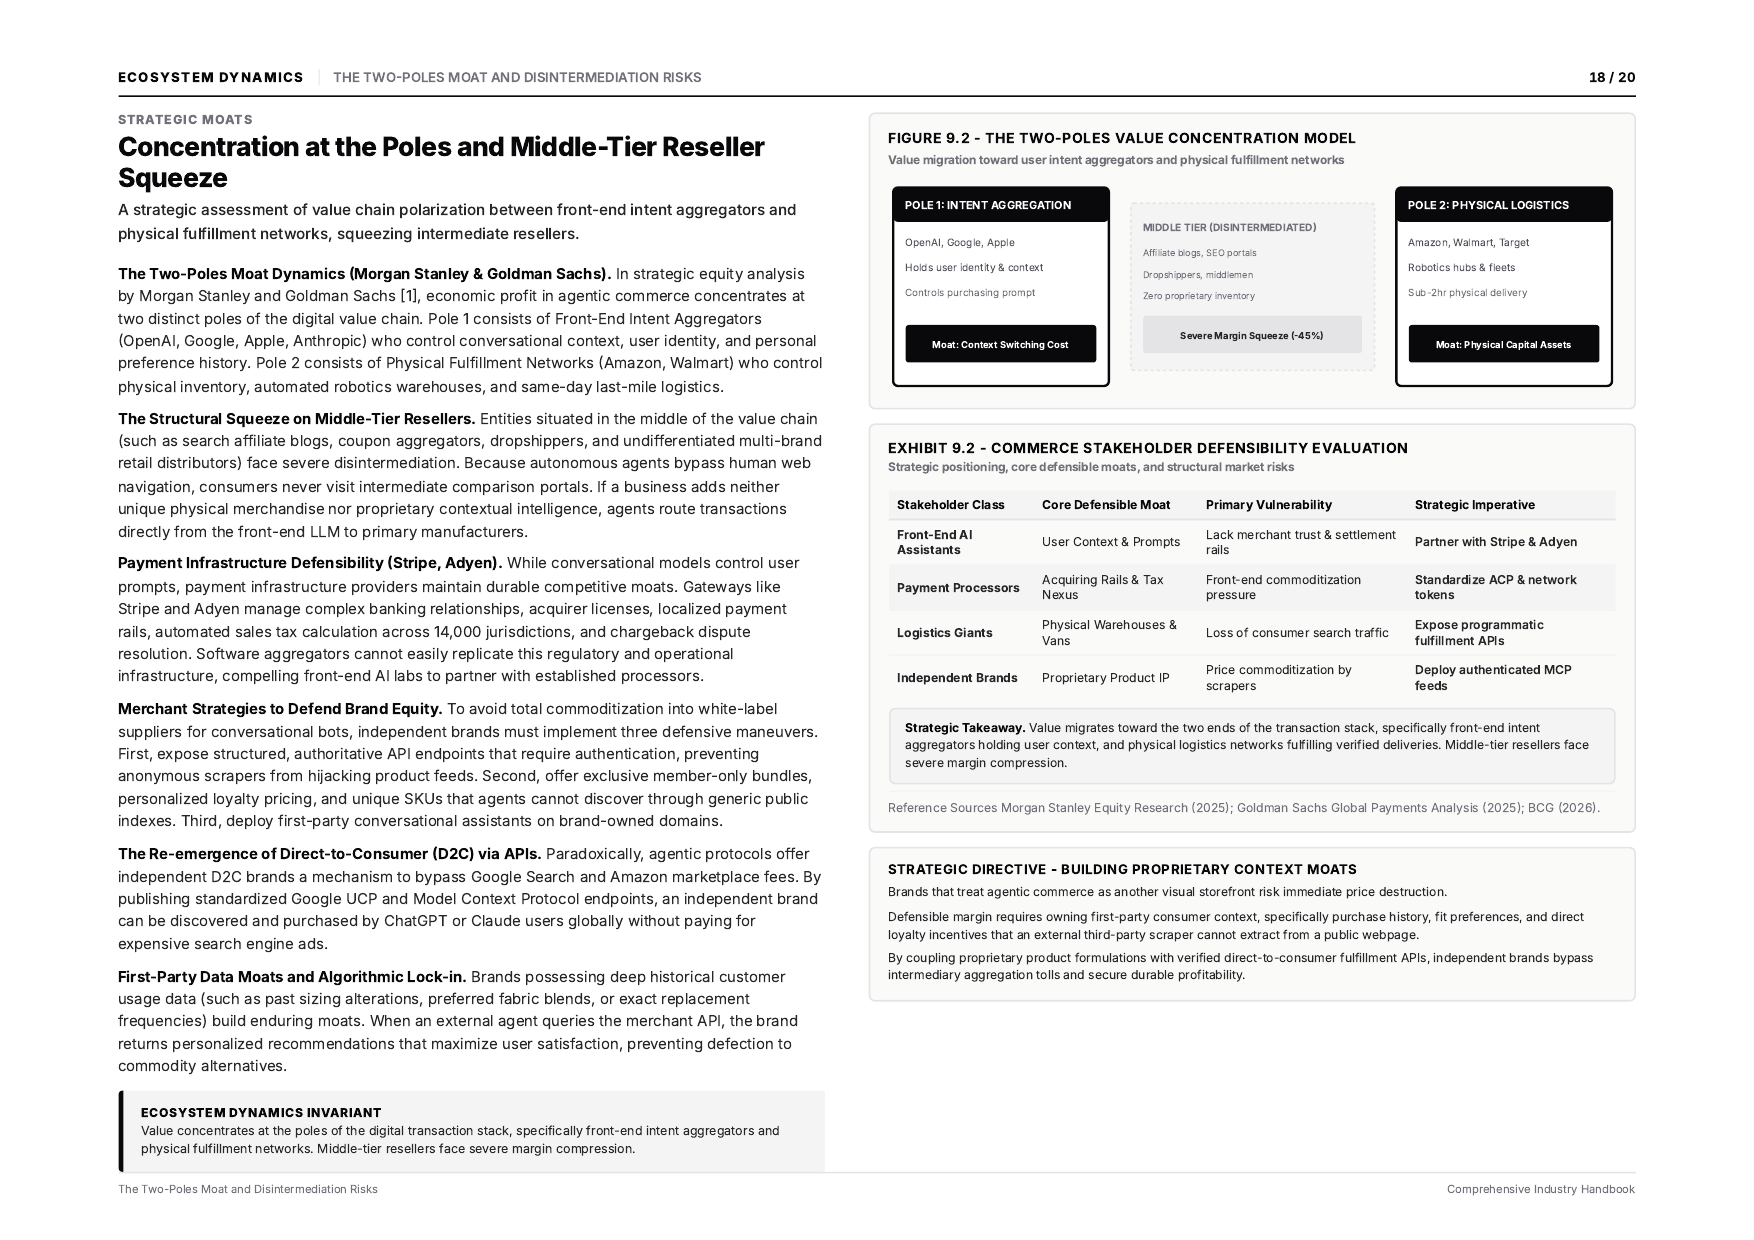 ECOSYSTEM DYNAMICS THE TWO-POLES MOAT AND DISINTERMEDIATION RISKS 18 / 20
STRATEGIC MOATS
Concentration at the Poles and Middle-Tier Reseller
Squeeze
A strategic assessment of value chain polarization between front-end intent aggregators and
physical fulfillment networks, squeezing intermediate resellers.
The Two-Poles Moat Dynamics (Morgan Stanley & Goldman Sachs). In strategic equity analysis
by Morgan Stanley and Goldman Sachs [1], economic profit in agentic commerce concentrates at
two distinct poles of the digital value chain. Pole 1 consists of Front-End Intent Aggregators
(OpenAI, Google, Apple, Anthropic) who control conversational context, user identity, and personal
preference history. Pole 2 consists of Physical Fulfillment Networks (Amazon, Walmart) who control
physical inventory, automated robotics warehouses, and same-day last-mile logistics.
The Structural Squeeze on Middle-Tier Resellers. Entities situated in the middle of the value chain
(such as search affiliate blogs, coupon aggregators, dropshippers, and undifferentiated multi-brand
retail distributors) face severe disintermediation. Because autonomous agents bypass human web
navigation, consumers never visit intermediate comparison portals. If a business adds neither
unique physical merchandise nor proprietary contextual intelligence, agents route transactions
directly from the front-end LLM to primary manufacturers.
Payment Infrastructure Defensibility (Stripe, Adyen). While conversational models control user
prompts, payment infrastructure providers maintain durable competitive moats. Gateways like
Stripe and Adyen manage complex banking relationships, acquirer licenses, localized payment
rails, automated sales tax calculation across 14,000 jurisdictions, and chargeback dispute
resolution. Software aggregators cannot easily replicate this regulatory and operational
infrastructure, compelling front-end AI labs to partner with established processors.
Merchant Strategies to Defend Brand Equity. To avoid total commoditization into white-label
suppliers for conversational bots, independent brands must implement three defensive maneuvers.
First, expose structured, authoritative API endpoints that require authentication, preventing
anonymous scrapers from hijacking product feeds. Second, offer exclusive member-only bundles,
personalized loyalty pricing, and unique SKUs that agents cannot discover through generic public
indexes. Third, deploy first-party conversational assistants on brand-owned domains.
The Re-emergence of Direct-to-Consumer (D2C) via APIs. Paradoxically, agentic protocols offer
independent D2C brands a mechanism to bypass Google Search and Amazon marketplace fees. By
publishing standardized Google UCP and Model Context Protocol endpoints, an independent brand
can be discovered and purchased by ChatGPT or Claude users globally without paying for
expensive search engine ads.
First-Party Data Moats and Algorithmic Lock-in. Brands possessing deep historical customer
usage data (such as past sizing alterations, preferred fabric blends, or exact replacement
frequencies) build enduring moats. When an external agent queries the merchant API, the brand
returns personalized recommendations that maximize user satisfaction, preventing defection to
commodity alternatives.
ECOSYSTEM DYNAMICS INVARIANT
Value concentrates at the poles of the digital transaction stack, specifically front-end intent aggregators and
physical fulfillment networks. Middle-tier resellers face severe margin compression.
FIGURE 9.2 - THE TWO-POLES VALUE CONCENTRATION MODEL
Value migration toward user intent aggregators and physical fulfillment networks
POLE 1: INTENT AGGREGATION
OpenAI, Google, Apple
Holds user identity & context
Controls purchasing prompt
Moat: Context Switching Cost
MIDDLE TIER (DISINTERMEDIATED)
Affiliate blogs, SEO portals
Dropshippers, middlemen
Zero proprietary inventory
Severe Margin Squeeze (-45%)
POLE 2: PHYSICAL LOGISTICS
Amazon, Walmart, Target
Robotics hubs & fleets
Sub-2hr physical delivery
Moat: Physical Capital Assets
EXHIBIT 9.2 - COMMERCE STAKEHOLDER DEFENSIBILITY EVALUATION
Strategic positioning, core defensible moats, and structural market risks
Stakeholder Class Core Defensible Moat Primary Vulnerability Strategic Imperative
Front-End AI
Assistants
User Context & Prompts
Lack merchant trust & settlement
rails
Partner with Stripe & Adyen
Payment Processors
Acquiring Rails & Tax
Nexus
Front-end commoditization
pressure
Standardize ACP & network
tokens
Logistics Giants
Physical Warehouses &
Vans
Loss of consumer search traffic
Expose programmatic
fulfillment APIs
Independent Brands
Proprietary Product IP
Price commoditization by
scrapers
Deploy authenticated MCP
feeds
Strategic Takeaway. Value migrates toward the two ends of the transaction stack, specifically front-end intent
aggregators holding user context, and physical logistics networks fulfilling verified deliveries. Middle-tier resellers face
severe margin compression.
Reference Sources Morgan Stanley Equity Research (2025); Goldman Sachs Global Payments Analysis (2025); BCG (2026).
STRATEGIC DIRECTIVE - BUILDING PROPRIETARY CONTEXT MOATS
Brands that treat agentic commerce as another visual storefront risk immediate price destruction.
Defensible margin requires owning first-party consumer context, specifically purchase history, fit preferences, and direct
loyalty incentives that an external third-party scraper cannot extract from a public webpage.
By coupling proprietary product formulations with verified direct-to-consumer fulfillment APIs, independent brands bypass
intermediary aggregation tolls and secure durable profitability.
The Two-Poles Moat and Disintermediation Risks Comprehensive Industry Handbook